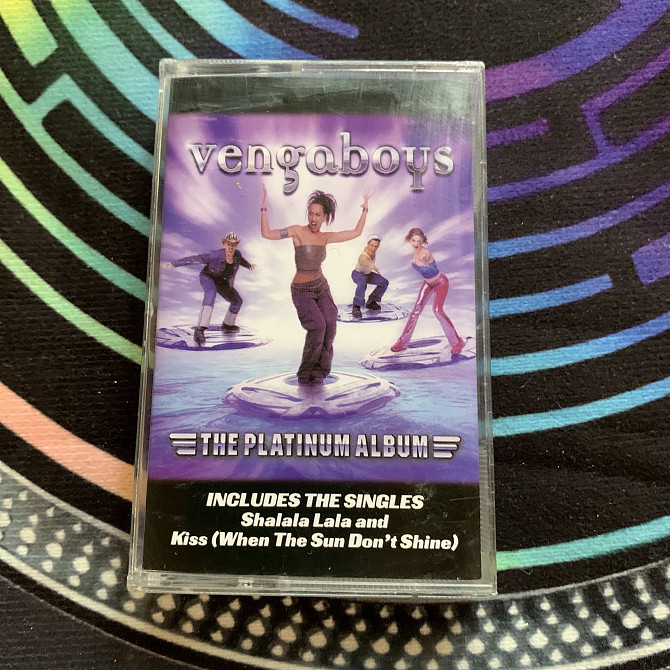 vengaboys
THE PLATINUM ALBUM
INCLUDES THE SINGLES
Shalala Lala and
Kiss (When The Sun Don't Shine)